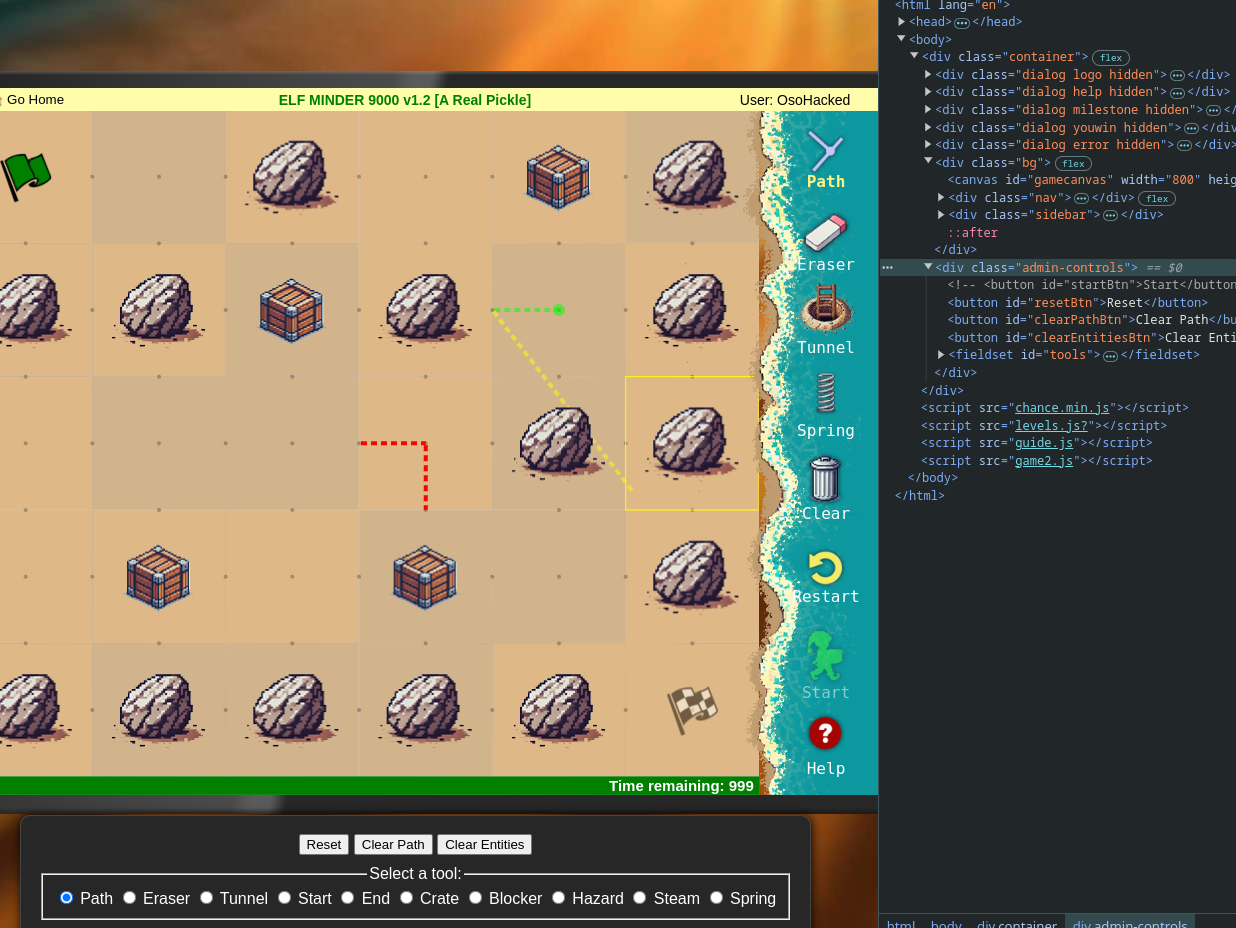 <html lang="en">
<head> ••• </head>
<body>
<div class="container"> flex
<div class="dialog logo hidden"> ••• </div>
<div class="dialog help hidden"> ••• </div>
<div class="dialog milestone hidden"> •••
<div class="dialog youwin hidden"> •••
<div class="dialog error hidden"> ••• </div>
<div class="bg"> flex
<canvas id="gamecanvas" width="800"
<div class="nav"> ••• </div> flex
<div class="sidebar"> ••• </div>
::after
</div>
••• <div class="admin-controls"> == $0
<!-- <button id="startBtn">Start</button
<button id="resetBtn">Reset</button>
<button id="clearPathBtn">Clear Path
<button id="clearEntitiesBtn">Clear
<fieldset id="tools"> ••• </fieldset>
</div>
</div>
<script src="chance.min.js"></script>
<script src="levels.js?"></script>
<script src="guide.js"></script>
<script src="game2.js"></script>
</body>
</html>
html body div.container div.admin-controls
Go Home ELF MINDER 9000 v1.2 [A Real Pickle] User: OsoHacked
Path
Eraser
Tunnel
Spring
Clear
Restart
Start
?
Help
Time remaining: 999
Reset Clear Path Clear Entities
Select a tool:
Path Eraser Tunnel Start End Crate Blocker Hazard Steam Spring